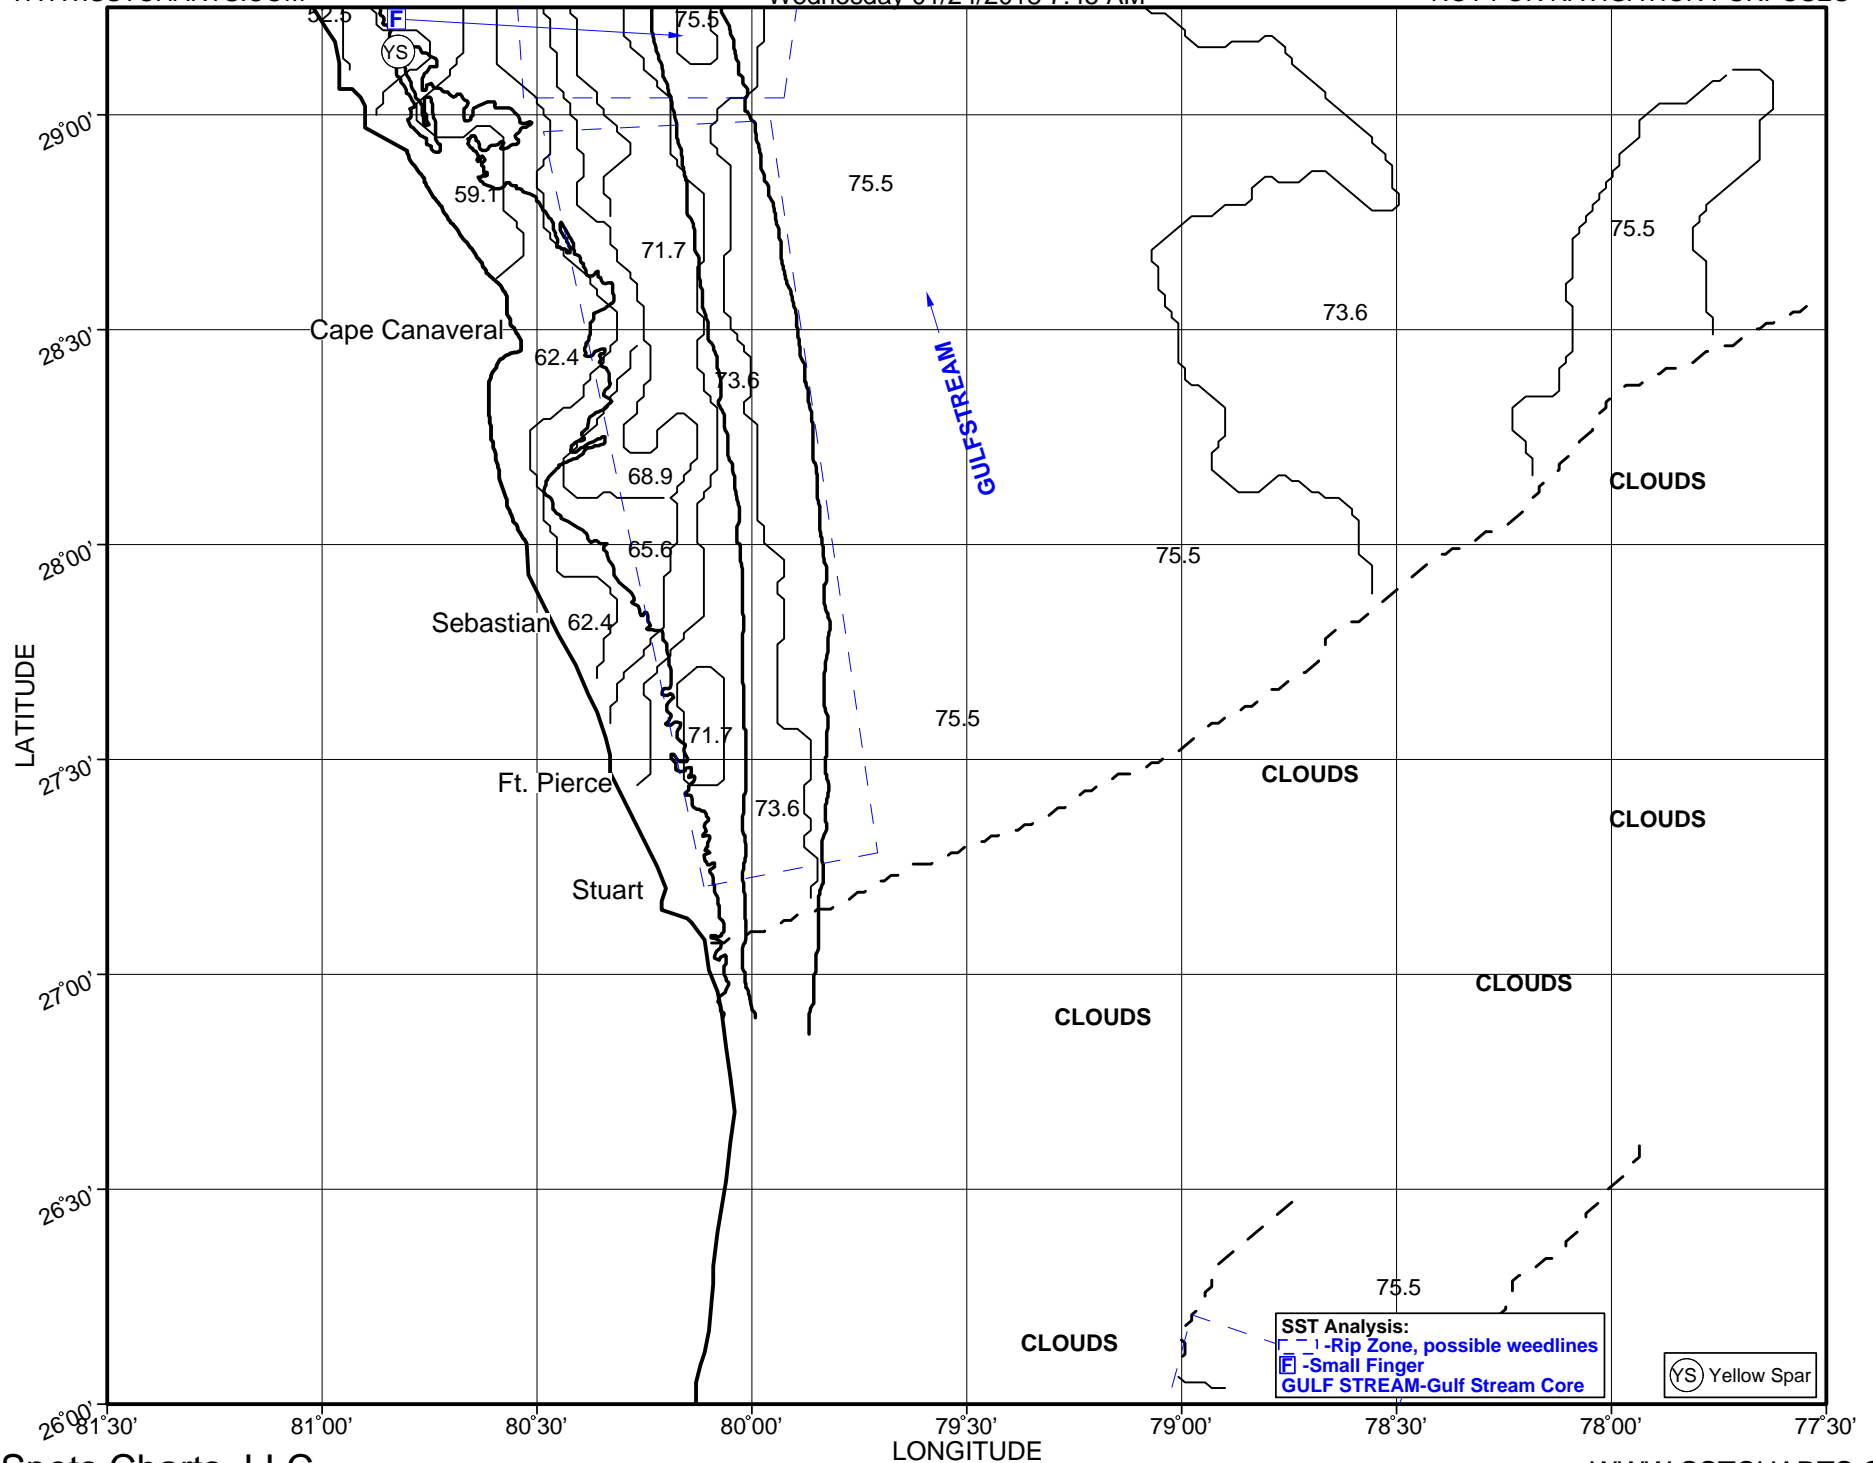 52.5
F
75.5
YS
29°00'
59.1
75.5
71.7
75.5
73.6
Cape Canaveral
28°30'
62.4
73.6
GULFSTREAM
68.9
CLOUDS
28°00'
65.6
75.5
Sebastian
62.4
LATITUDE
75.5
71.7
27°30'
Ft. Pierce
CLOUDS
73.6
CLOUDS
Stuart
27°00'
CLOUDS
CLOUDS
26°30'
75.5
CLOUDS
SST Analysis:
-Rip Zone, possible weedlines
F -Small Finger
GULF STREAM-Gulf Stream Core
YS Yellow Spar
26°00'
81°30' 81°00' 80°30' 80°00' 79°30' 79°00' 78°30' 78°00' 77°30'
LONGITUDE